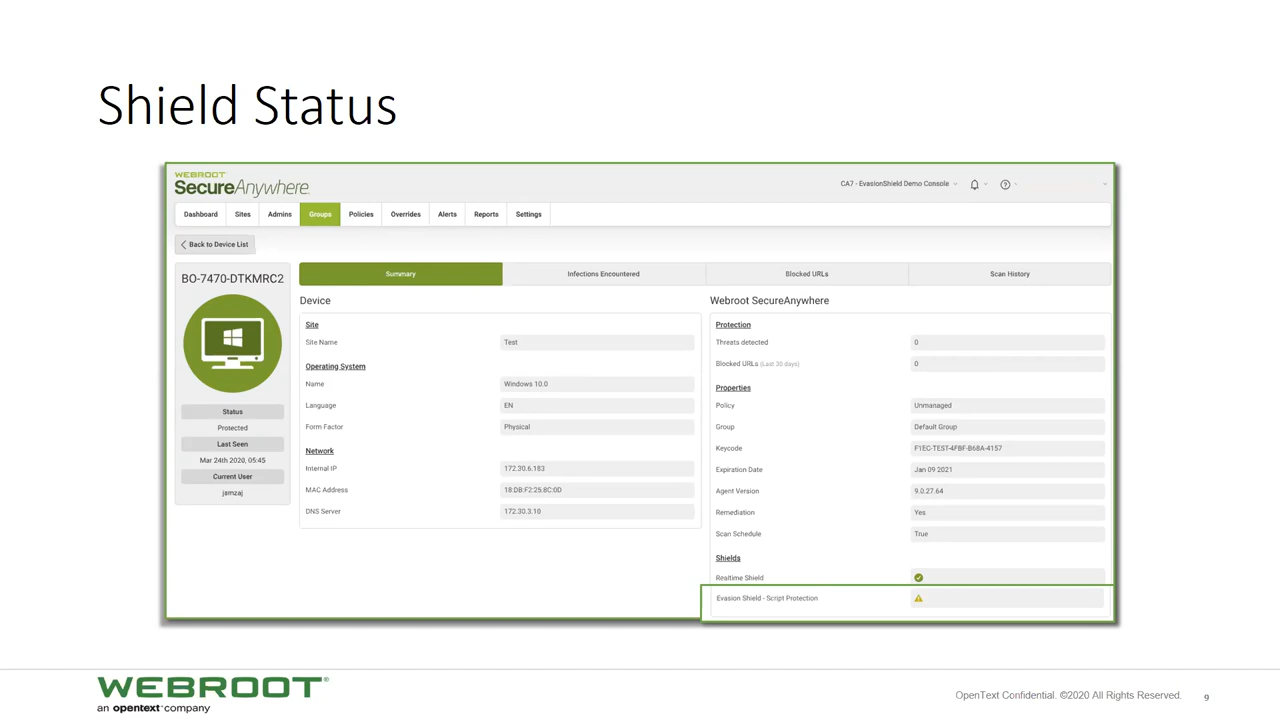 Shield Status
WEBROOT
SecureAnywhere.
CA7 - EvasionShield Demo Console
Dashboard Sites Admins Groups Policies Overrides Alerts Reports Settings
Back to Device List
BO-7470-DTKMRC2
Status
Protected
Last Seen
Mar 24th 2020, 05:45
Current User
jamzaj
Summary Infections Encountered Blocked URLs Scan History
Device
Site
Site Name Test
Operating System
Name Windows 10.0
Language EN
Form Factor Physical
Network
Internal IP 172.30.6.183
MAC Address 18:DB:F2:25:8C:0D
DNS Server 172.30.3.10
Webroot SecureAnywhere
Protection
Threats detected 0
Blocked URLs (Last 30 days) 0
Properties
Policy Unmanaged
Group Default Group
Keycode F1EC-TEST-4FBF-B68A-4157
Expiration Date Jan 09 2021
Agent Version 9.0.27.64
Remediation Yes
Scan Schedule True
Shields
Realtime Shield
Evasion Shield - Script Protection
WEBROOT®
an opentext™ company
OpenText Confidential. ©2020 All Rights Reserved. 9